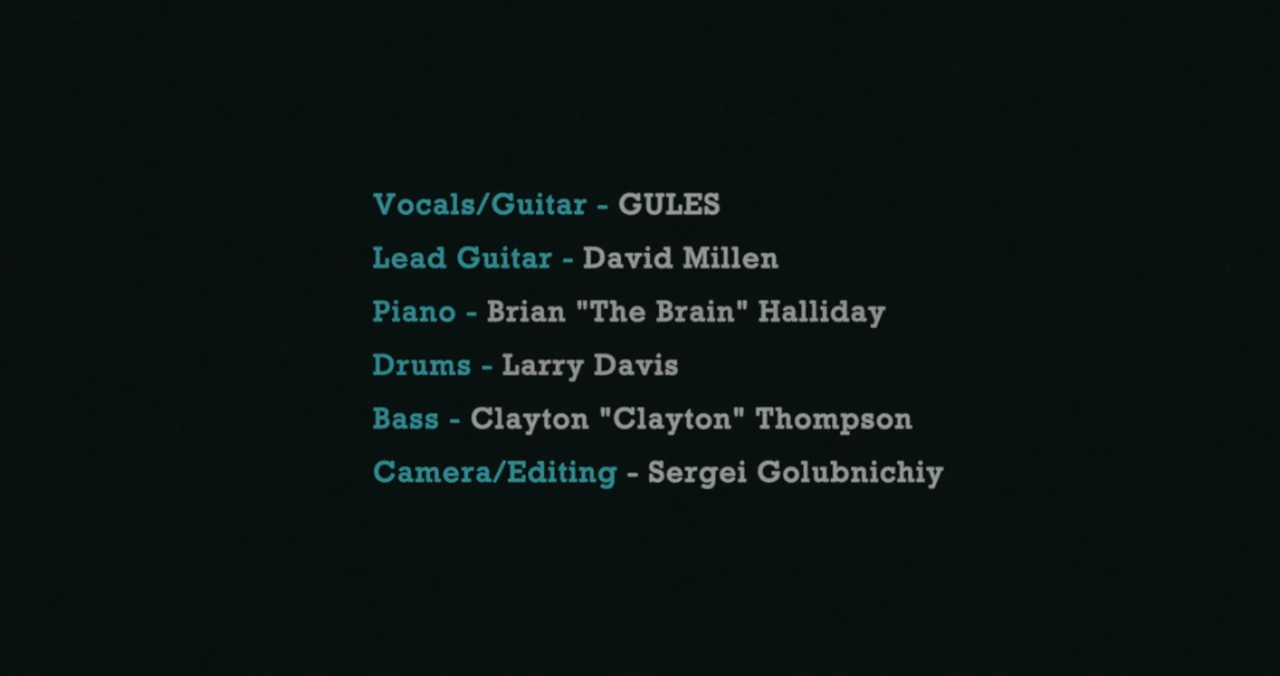 Vocals/Guitar - GULES
Lead Guitar - David Millen
Piano - Brian "The Brain" Halliday
Drums - Larry Davis
Bass - Clayton "Clayton" Thompson
Camera/Editing - Sergei Golubnichiy